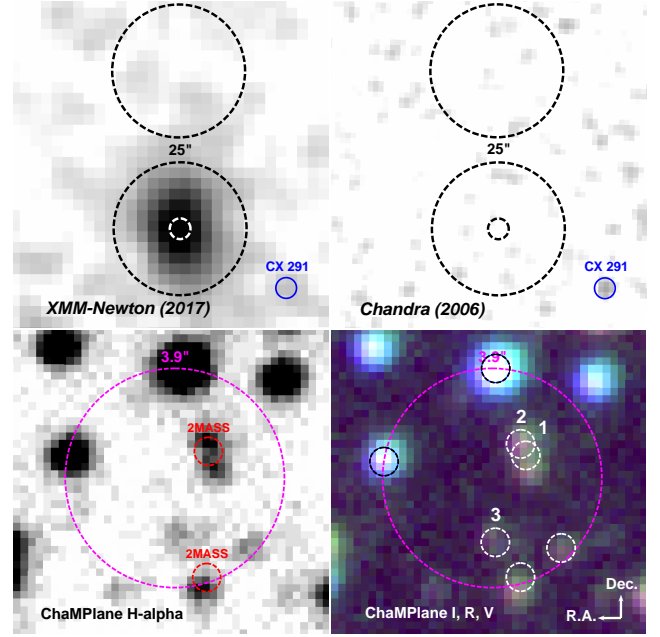 25"
CX 291
XMM-Newton (2017)
25"
CX 291
Chandra (2006)
3.9"
2MASS
2MASS
ChaMPlane H-alpha
3.9"
2
1
3
Dec.
R.A.
ChaMPlane I, R, V